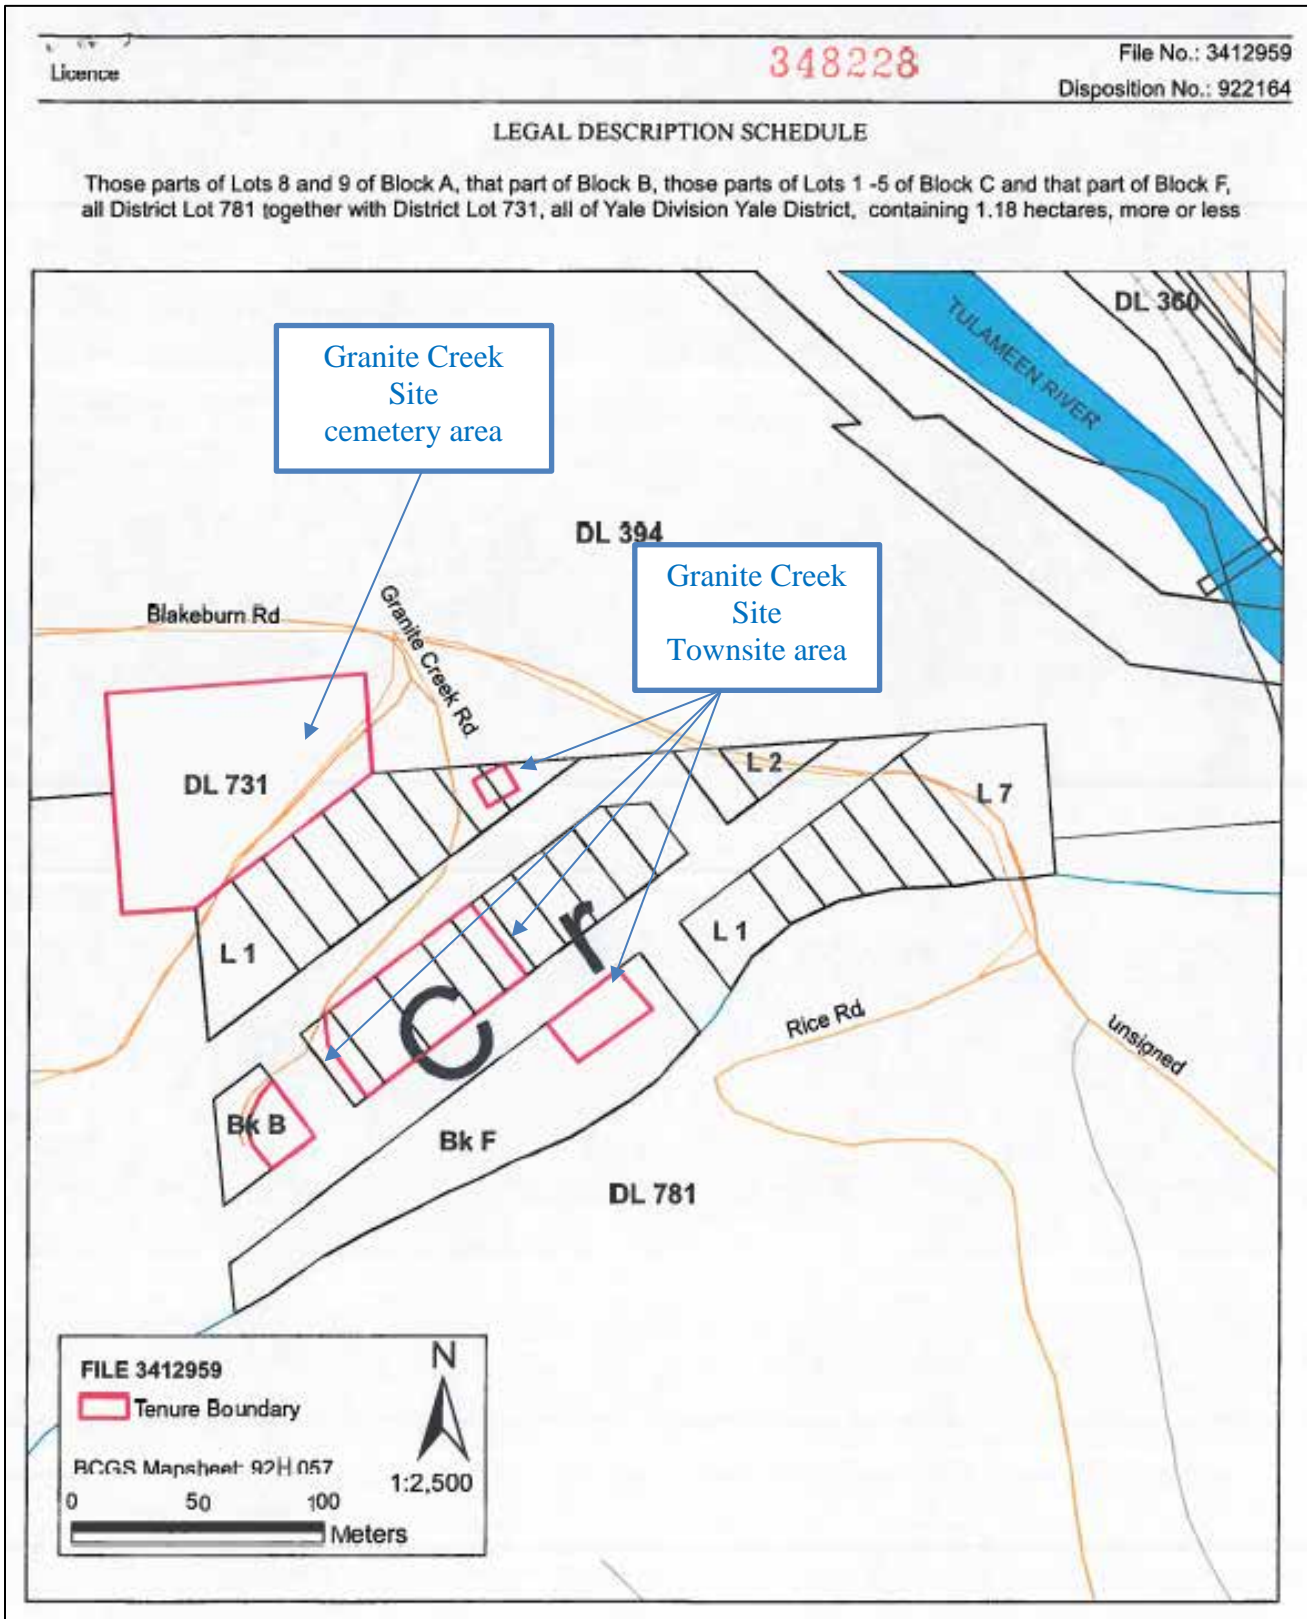 Licence
348228
File No.: 3412959
Disposition No.: 922164
LEGAL DESCRIPTION SCHEDULE
Those parts of Lots 8 and 9 of Block A, that part of Block B, those parts of Lots 1 -5 of Block C and that part of Block F,
all District Lot 781 together with District Lot 731, all of Yale Division Yale District, containing 1.18 hectares, more or less
DL 360
TULAMEEN RIVER
Granite Creek
Site
cemetery area
DL 394
Granite Creek
Site
Townsite area
Blakeburn Rd
Granite Creek Rd
DL 731
L 2
L 7
L 1
L 1
r
C
Rice Rd
unsigned
Bk B
Bk F
DL 781
FILE 3412959
Tenure Boundary
N
BCGS Mapsheet: 92H.057
1:2,500
0 50 100
Meters